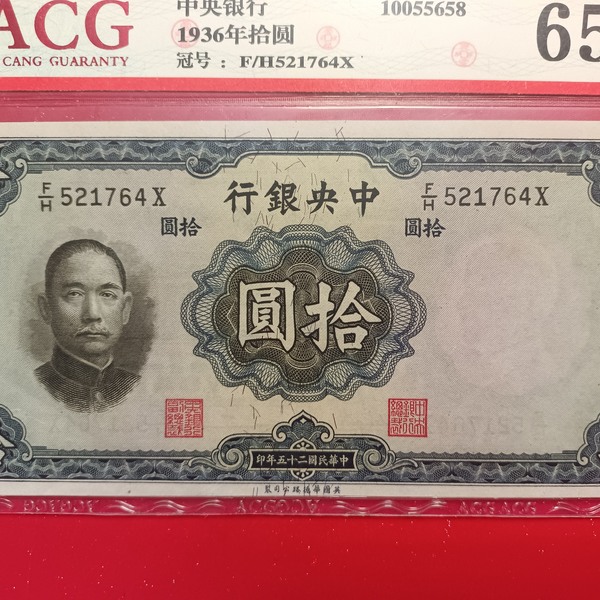 ACG
CANG GUARANTY
中央银行
1936年拾圆
冠号：F/H521764X
10055658
65
F/H 521764X
行銀央中
F/H 521764X
圓拾
圓拾
圓拾
印年五十二國民華中